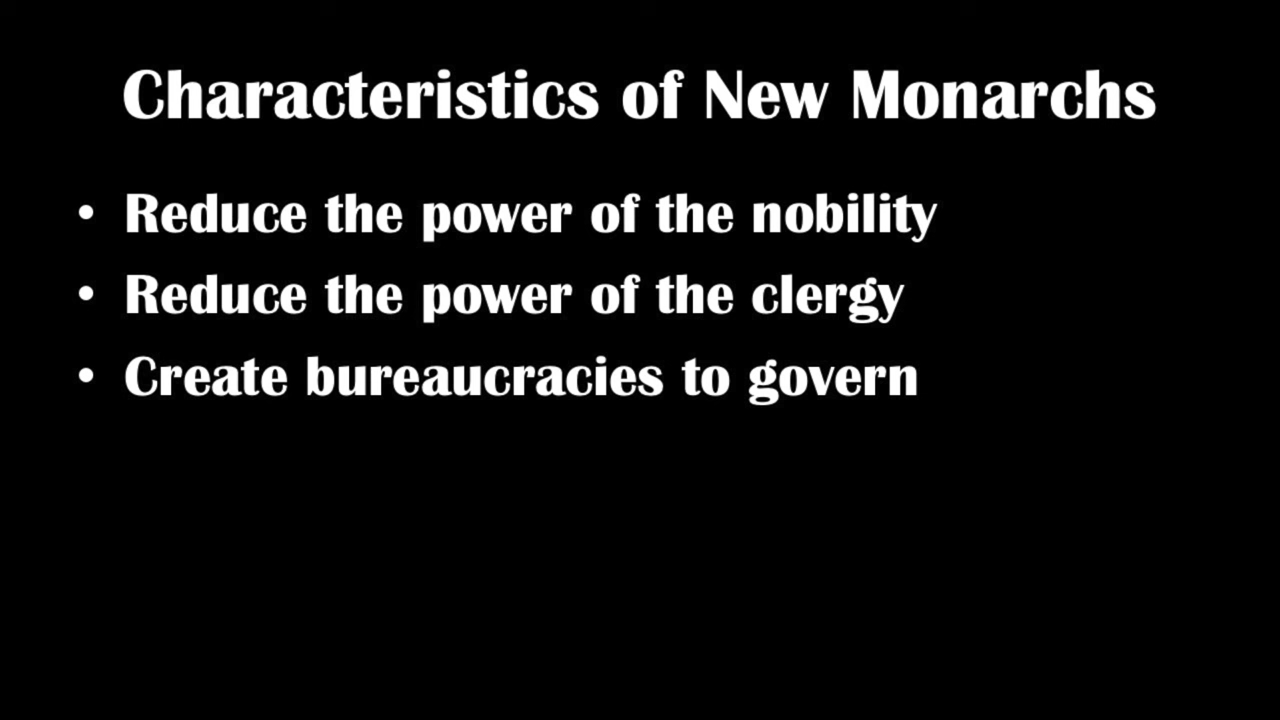 Characteristics of New Monarchs
• Reduce the power of the nobility
• Reduce the power of the clergy
• Create bureaucracies to govern